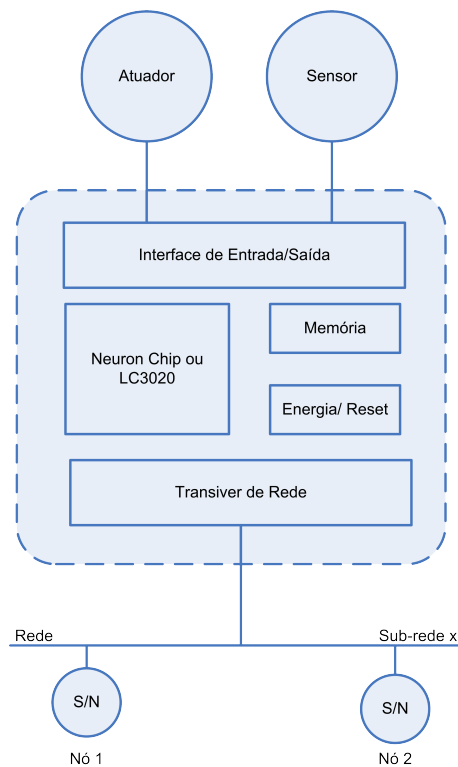 Atuador
Sensor
Interface de Entrada/Saída
Neuron Chip ou
LC3020
Memória
Energia/ Reset
Transiver de Rede
Rede
Sub-rede x
S/N
S/N
Nó 1
Nó 2